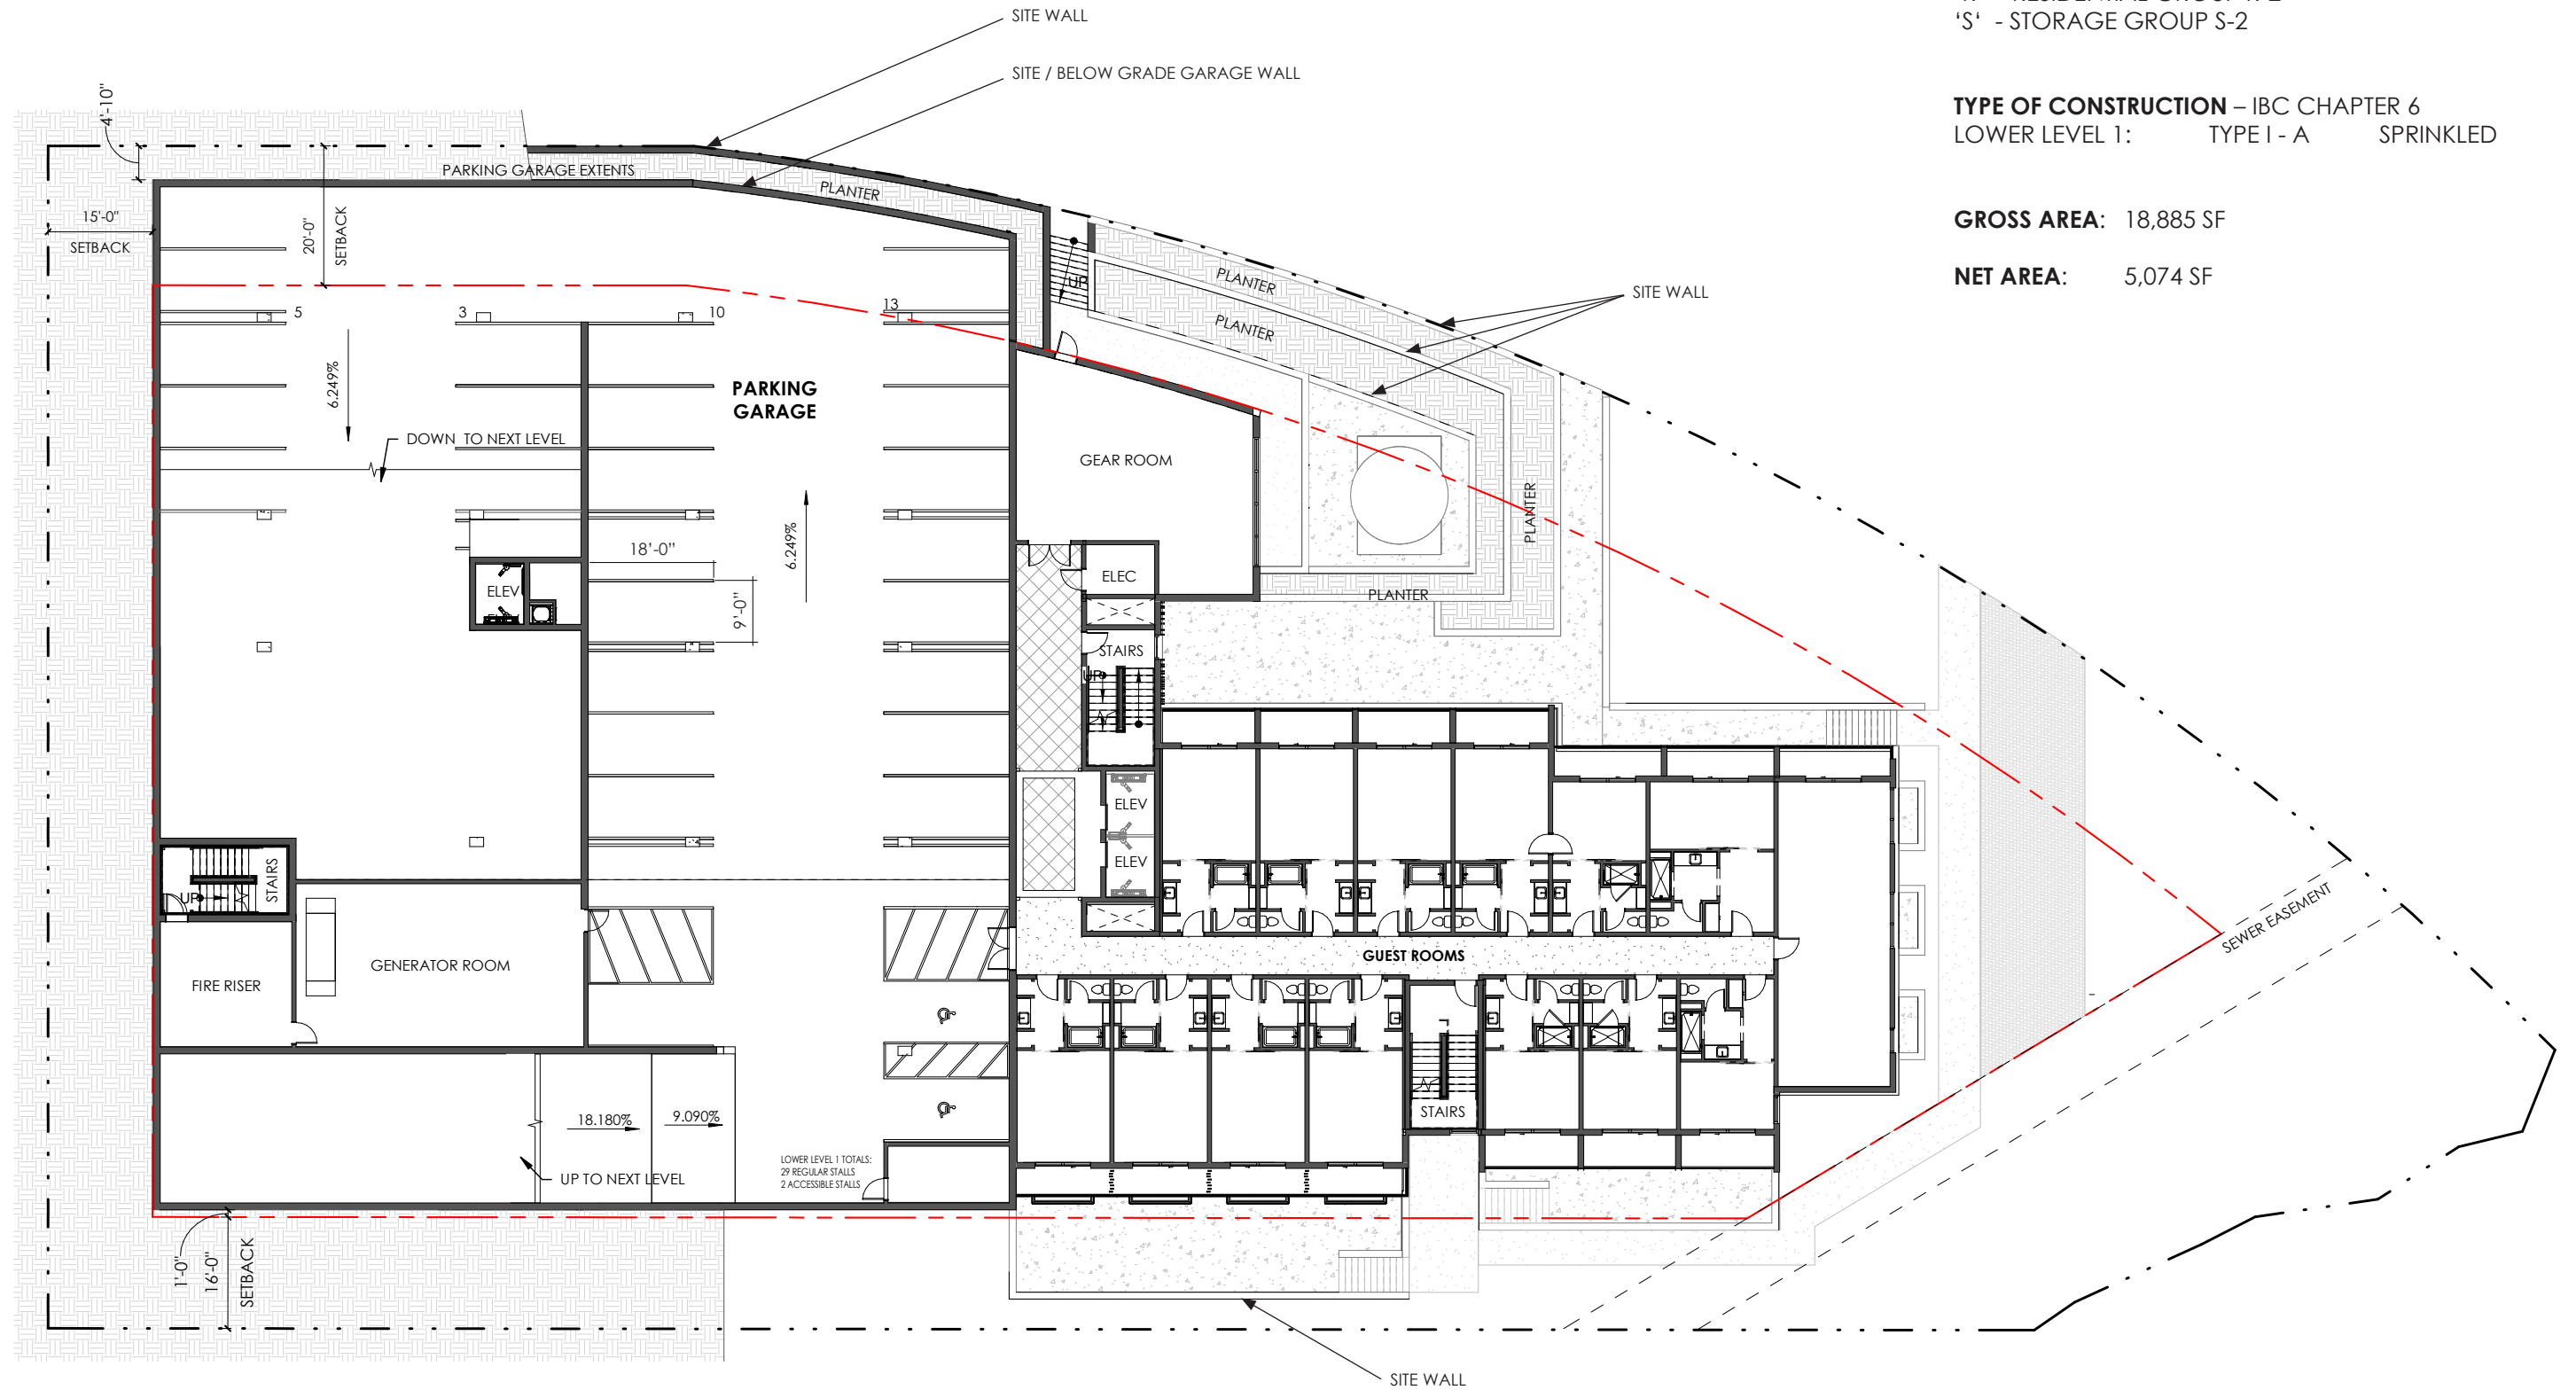 'S' - STORAGE GROUP S-2
TYPE OF CONSTRUCTION – IBC CHAPTER 6
LOWER LEVEL 1: TYPE I - A SPRINKLED
GROSS AREA: 18,885 SF
NET AREA: 5,074 SF
SITE WALL
SITE / BELOW GRADE GARAGE WALL
4'-10"
PARKING GARAGE EXTENTS
PLANTER
15'-0"
SETBACK
20'-0"
SETBACK
UP
PLANTER
PLANTER
SITE WALL
5
3
10
13
6.249%
PARKING
GARAGE
DOWN TO NEXT LEVEL
GEAR ROOM
PLANTER
6.249%
18'-0"
9'-0"
ELEV
ELEC
PLANTER
STAIRS
UP
ELEV
ELEV
STAIRS
UP
SEWER EASEMENT
GUEST ROOMS
GENERATOR ROOM
FIRE RISER
18.180%
9.090%
STAIRS
LOWER LEVEL 1 TOTALS:
29 REGULAR STALLS
2 ACCESSIBLE STALLS
UP TO NEXT LEVEL
1'-0"
16'-0"
SETBACK
SITE WALL